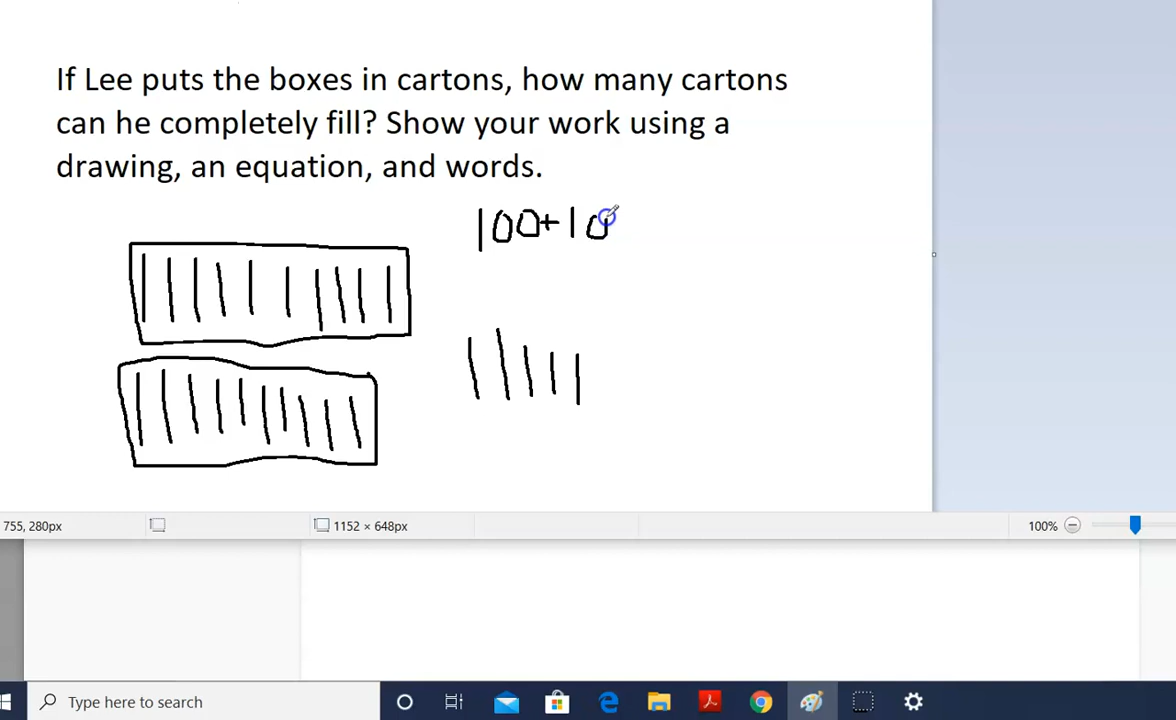 If Lee puts the boxes in cartons, how many cartons
can he completely fill? Show your work using a
drawing, an equation, and words.
100+10
755, 280px
1152 × 648px
100%
Type here to search